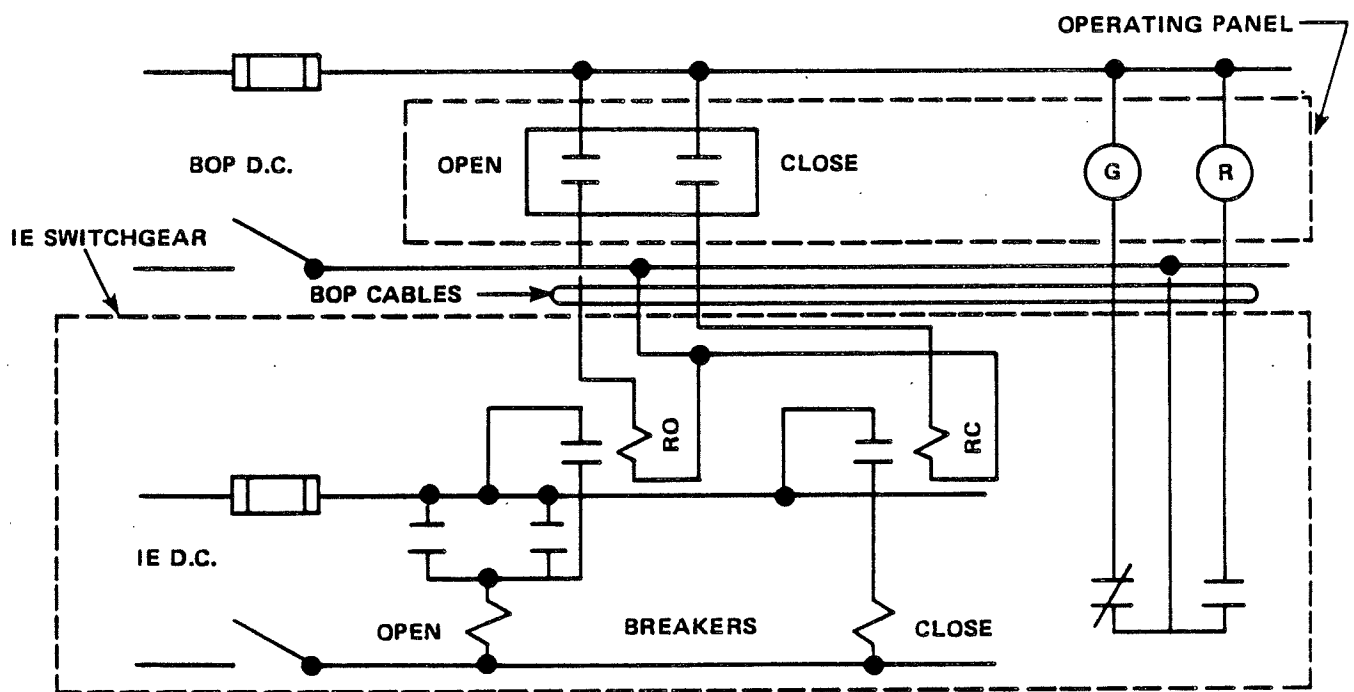 OPERATING PANEL
BOP D.C.
OPEN
CLOSE
G
R
IE SWITCHGEAR
BOP CABLES
RO
RC
IE D.C.
OPEN
BREAKERS
CLOSE